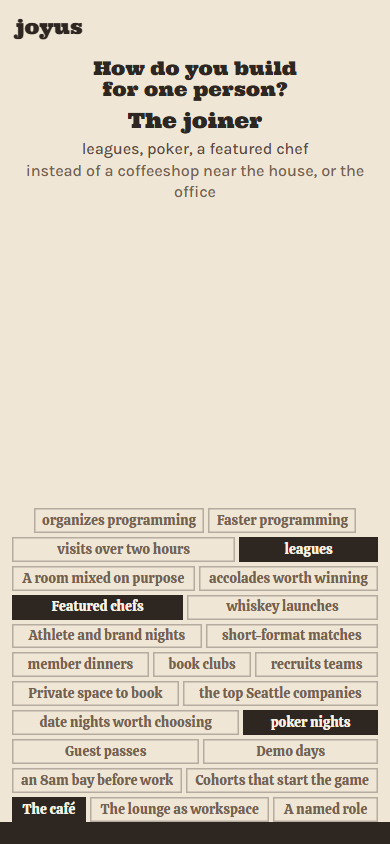 joyus
How do you build
for one person?
The joiner
leagues, poker, a featured chef
instead of a coffeeshop near the house, or the
office
organizes programming Faster programming
visits over two hours leagues
A room mixed on purpose accolades worth winning
Featured chefs whiskey launches
Athlete and brand nights short-format matches
member dinners book clubs recruits teams
Private space to book the top Seattle companies
date nights worth choosing poker nights
Guest passes Demo days
an 8am bay before work Cohorts that start the game
The café The lounge as workspace A named role